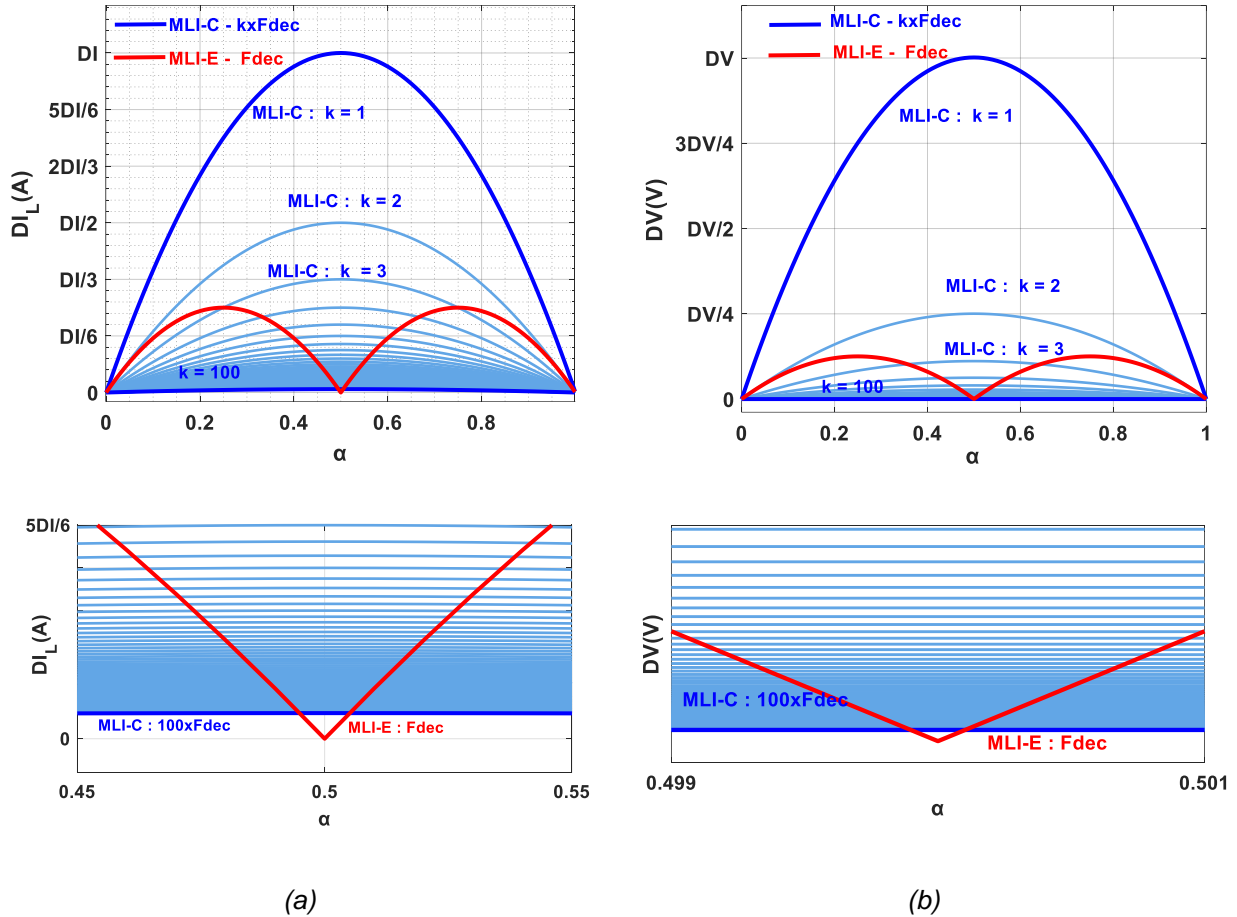 MLI-C - kxFdec
MLI-E - Fdec
DI
5DI/6
2DI/3
DI/2
DI/3
DI/6
0
DI_L(A)
MLI-C : k = 1
MLI-C : k = 2
MLI-C : k = 3
k = 100
0 0.2 0.4 0.6 0.8
α
MLI-C - kxFdec
MLI-E - Fdec
DV
3DV/4
DV/2
DV/4
0
DV(V)
MLI-C : k = 1
MLI-C : k = 2
MLI-C : k = 3
k = 100
0 0.2 0.4 0.6 0.8 1
α
5DI/6
0
DI_L(A)
MLI-C : 100xFdec
MLI-E : Fdec
0.45 0.5 0.55
α
DV(V)
MLI-C : 100xFdec
MLI-E : Fdec
0.499 0.501
α
(a)
(b)